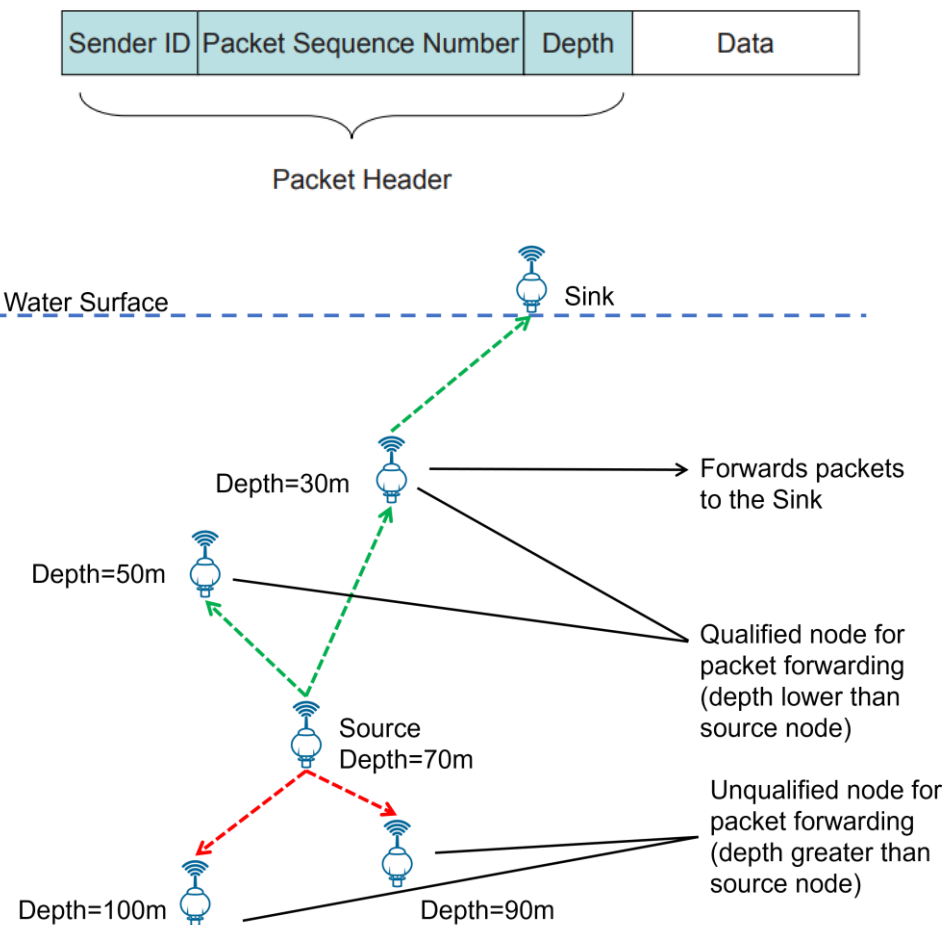 Sender ID Packet Sequence Number Depth Data
Packet Header
Water Surface
Sink
Depth=30m
Forwards packets
to the Sink
Depth=50m
Qualified node for
packet forwarding
(depth lower than
source node)
Source
Depth=70m
Unqualified node for
packet forwarding
(depth greater than
source node)
Depth=100m
Depth=90m